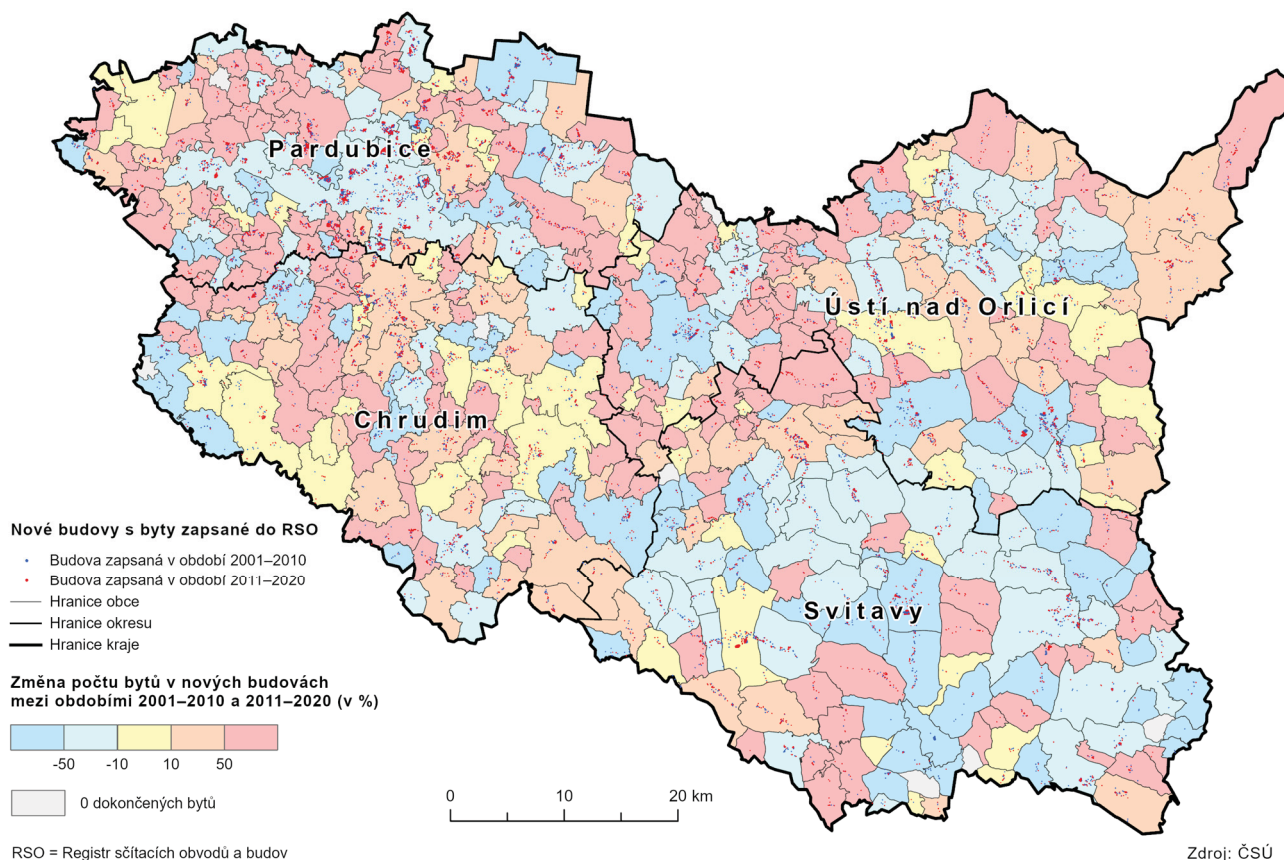 Pardubice
Ústí nad Orlicí
Chrudim
Svitavy
Nové budovy s byty zapsané do RSO
Budova zapsaná v období 2001–2010
Budova zapsaná v období 2011–2020
Hranice obce
Hranice okresu
Hranice kraje
Změna počtu bytů v nových budovách
mezi obdobími 2001–2010 a 2011–2020 (v %)
-50 -10 10 50
0 dokončených bytů
0 10 20 km
RSO = Registr sčítacích obvodů a budov
Zdroj: ČSÚ